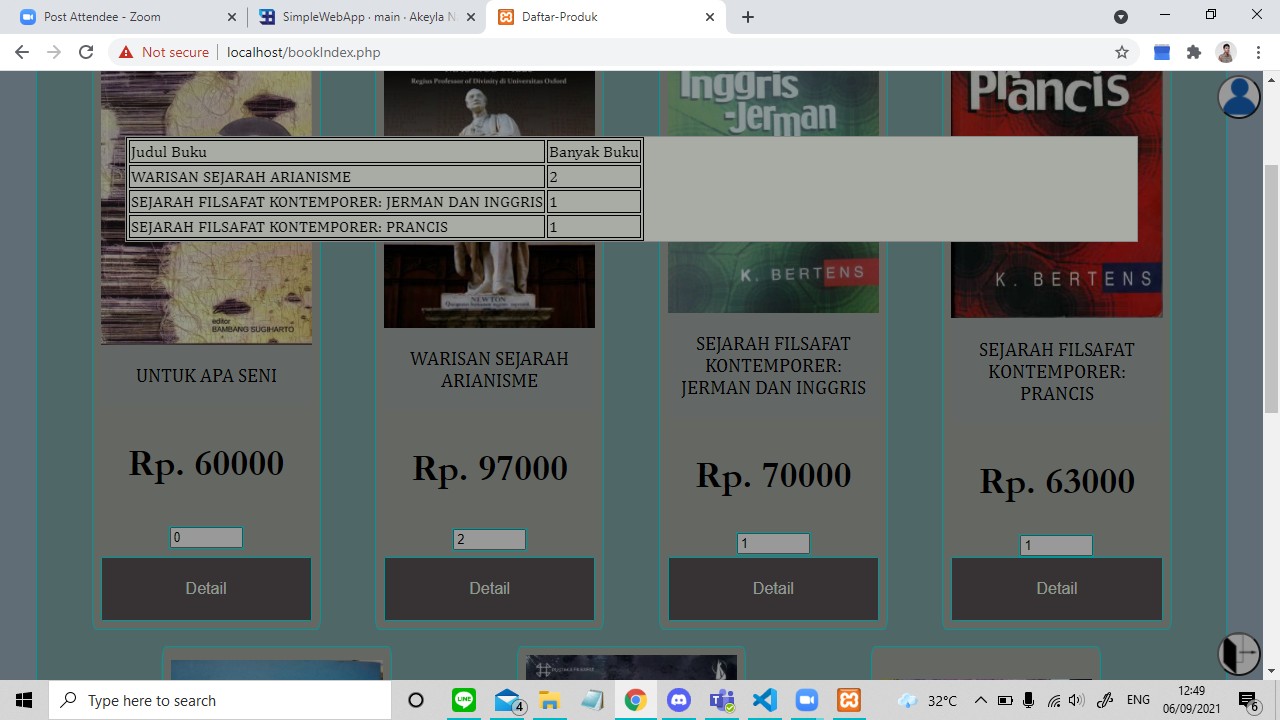 Post Attendee - Zoom
SimpleWebApp · main · Akeyla N
Daftar-Produk
Not secure
localhost/bookIndex.php
Regius Professor of Divinity di Universitas Oxford
Inggris
-Jerman
Prancis
Judul Buku Banyak Buku
WARISAN SEJARAH ARIANISME 2
SEJARAH FILSAFAT KONTEMPORER: JERMAN DAN INGGRIS 1
SEJARAH FILSAFAT KONTEMPORER: PRANCIS 1
editor
BAMBANG SUGIHARTO
NEWTON
K. BERTENS
K. BERTENS
UNTUK APA SENI
WARISAN SEJARAH
ARIANISME
SEJARAH FILSAFAT
KONTEMPORER:
JERMAN DAN INGGRIS
SEJARAH FILSAFAT
KONTEMPORER:
PRANCIS
Rp. 60000
Rp. 97000
Rp. 70000
Rp. 63000
0
2
1
1
Detail
Detail
Detail
Detail
Type here to search
LINE
4
32°C
ENG
12:49
06/09/2021
6